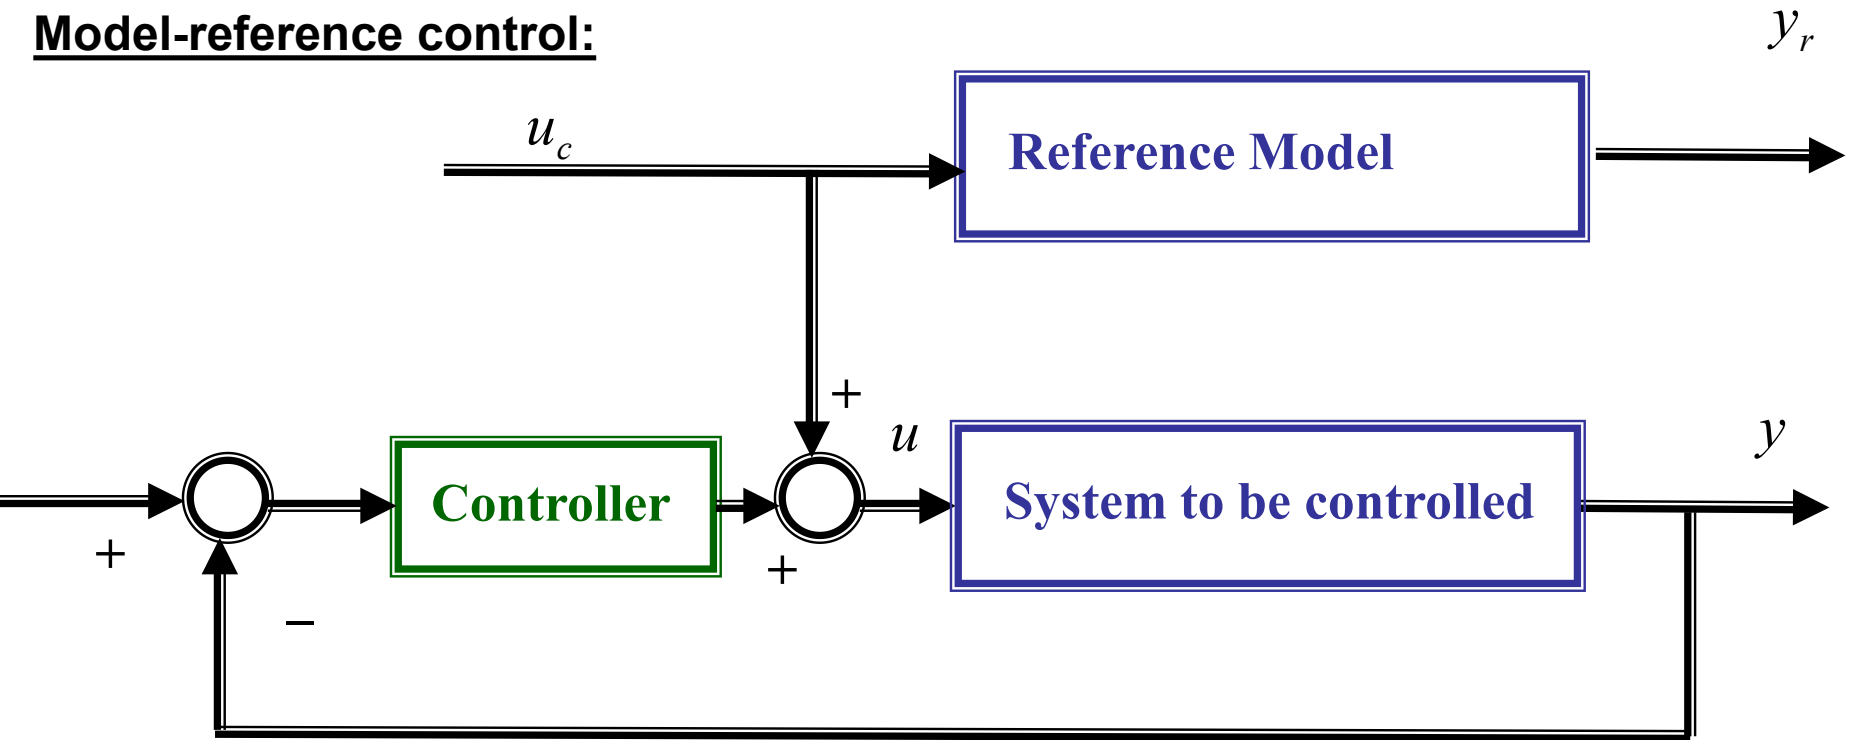 Model-reference control:
y_r
u_c
Reference Model
+
u
y
Controller
System to be controlled
+
+
−